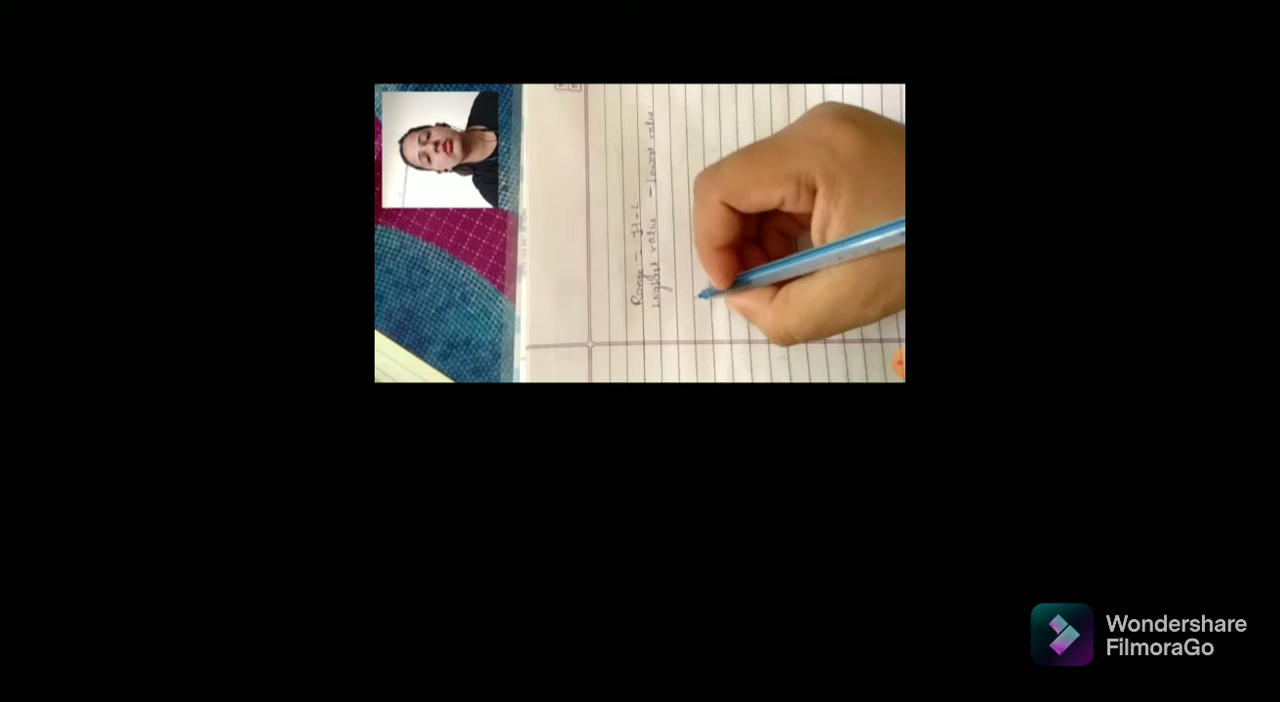 Range = H-L
Highest value - Lowest value
Wondershare
FilmoraGo